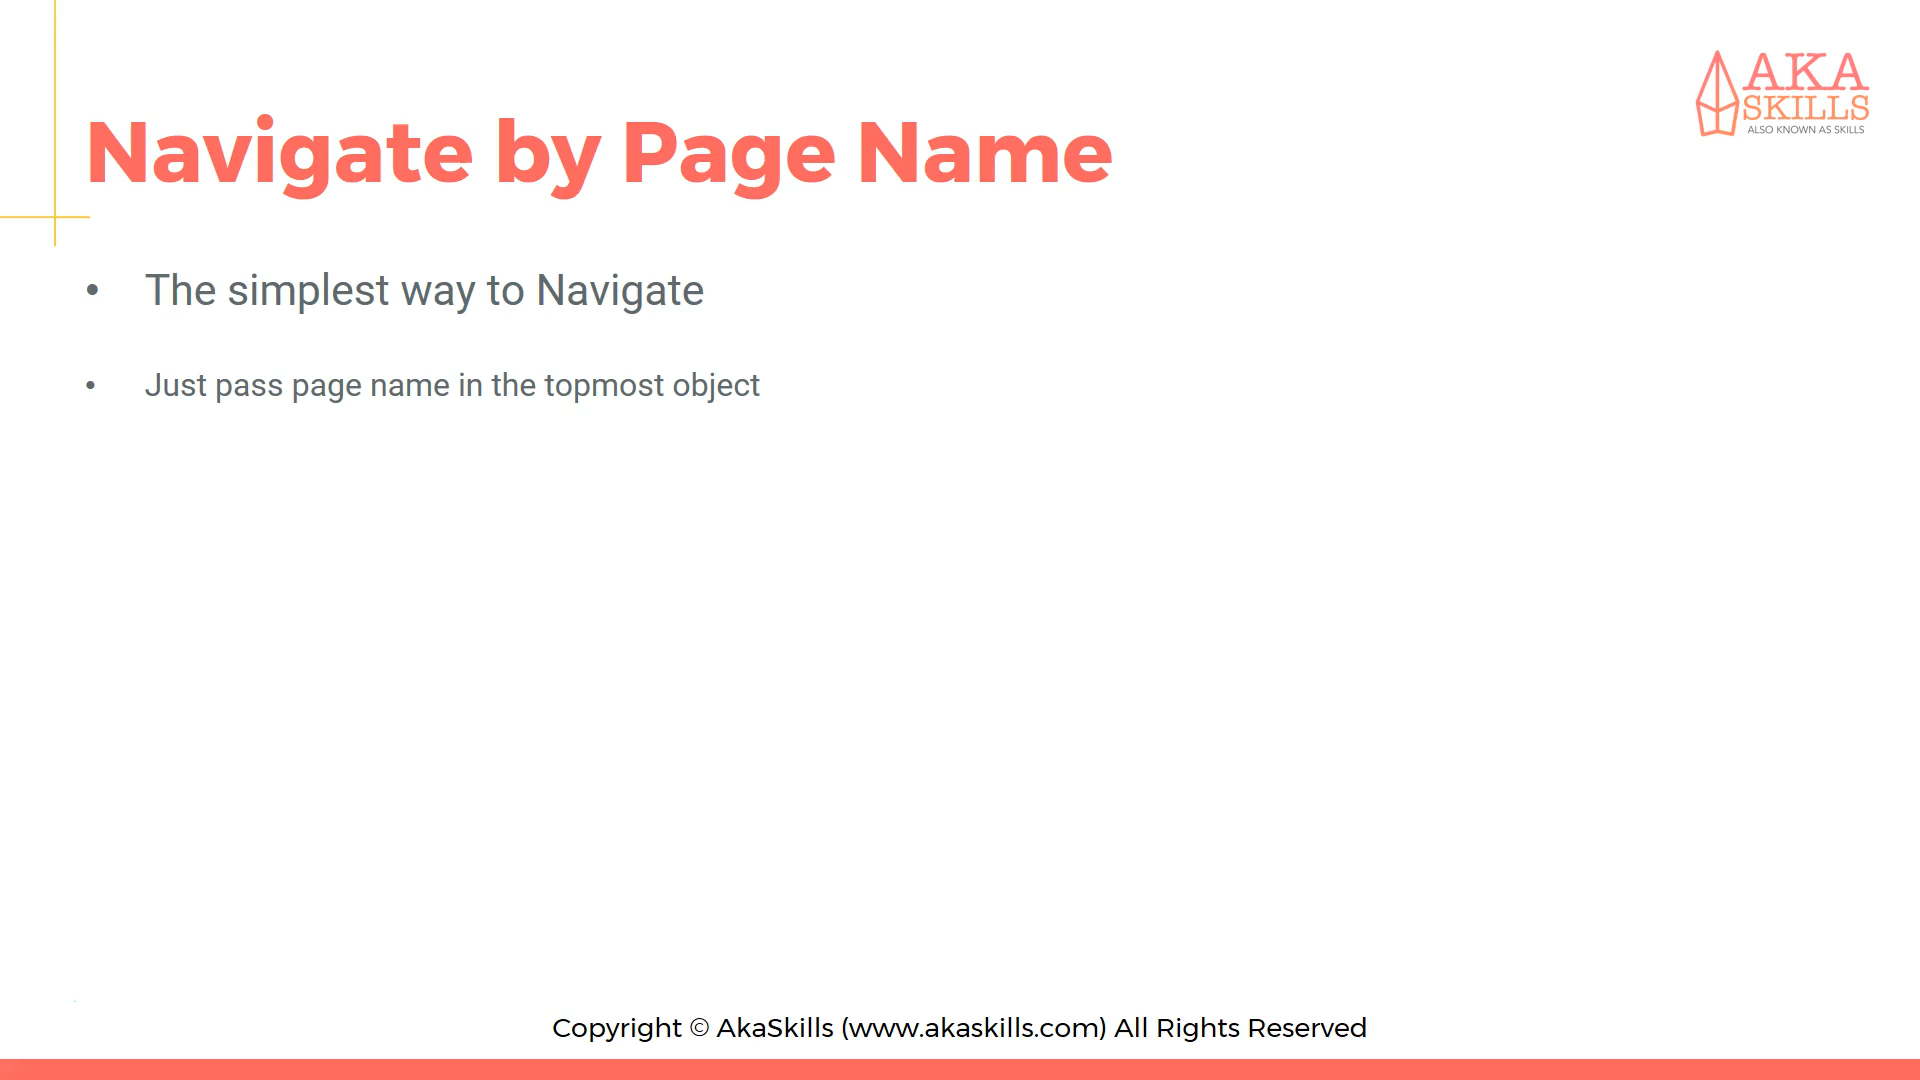 AKA
SKILLS
ALSO KNOWN AS SKILLS
Navigate by Page Name
• The simplest way to Navigate
• Just pass page name in the topmost object
Copyright © AkaSkills (www.akaskills.com) All Rights Reserved